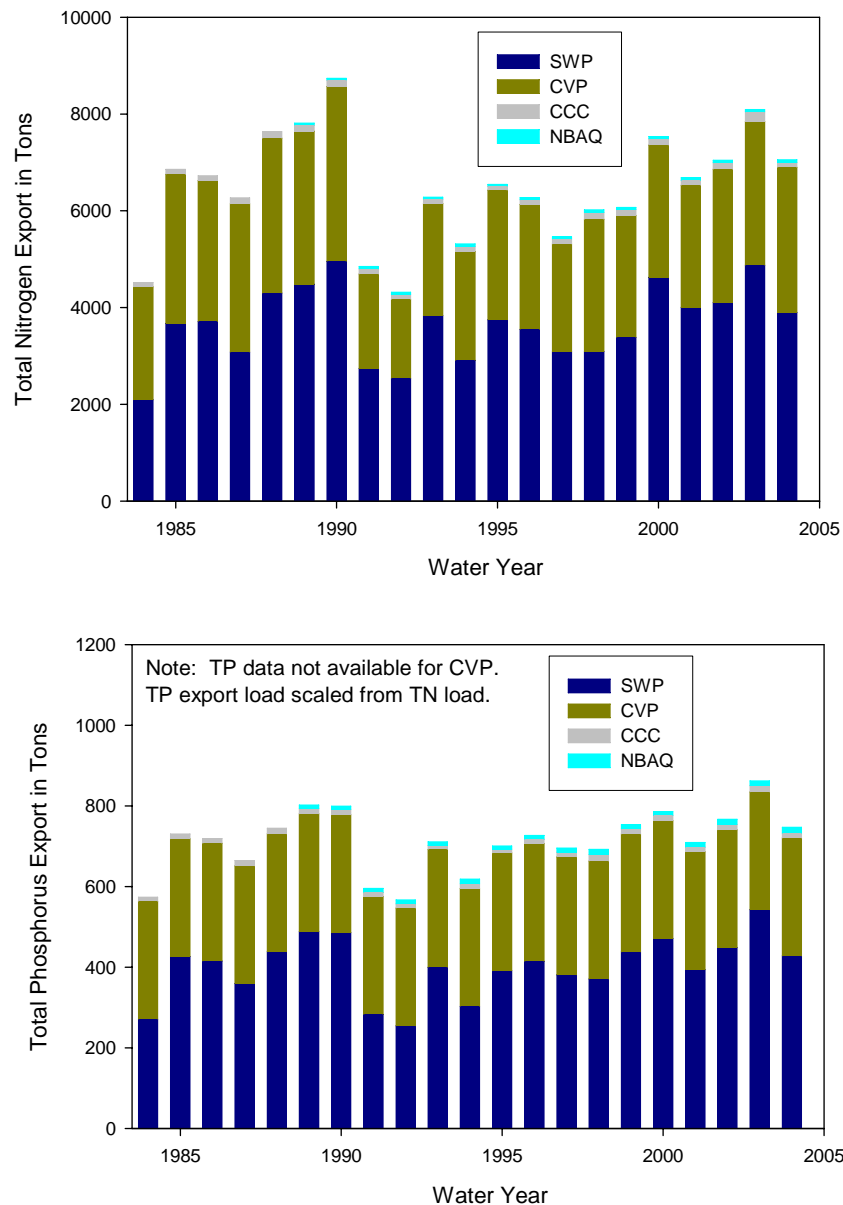 Total Nitrogen Export in Tons
10000
8000
6000
4000
2000
0
SWP
CVP
CCC
NBAQ
1985 1990 1995 2000 2005
Water Year
Total Phosphorus Export in Tons
1200
1000
800
600
400
200
0
Note: TP data not available for CVP.
TP export load scaled from TN load.
SWP
CVP
CCC
NBAQ
1985 1990 1995 2000 2005
Water Year